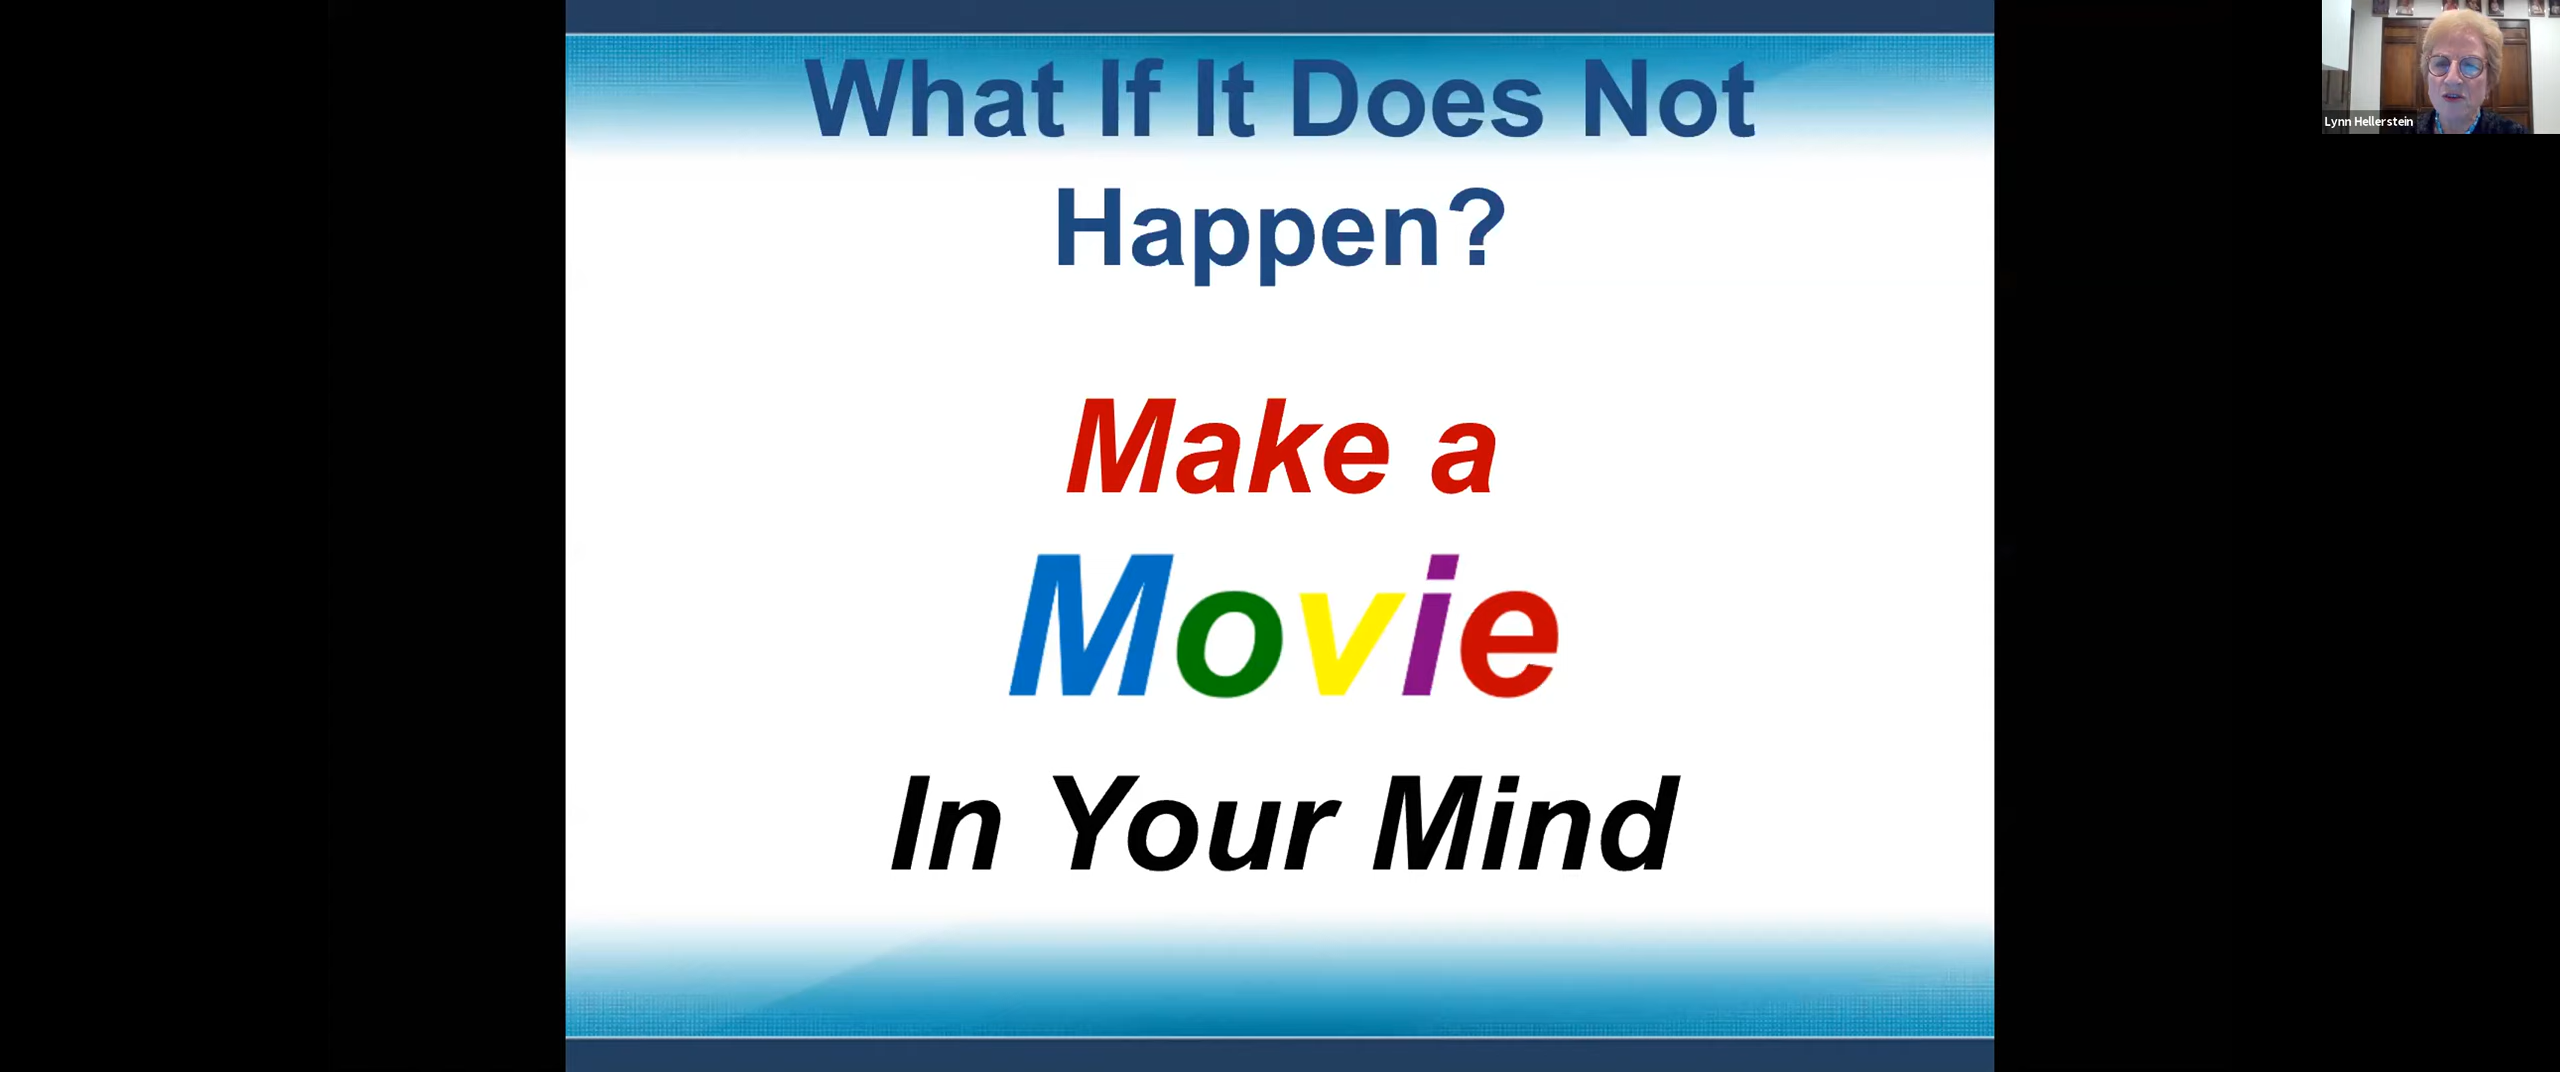 What If It Does Not
Happen?
Make a
Movie
In Your Mind
Lynn Hellerstein